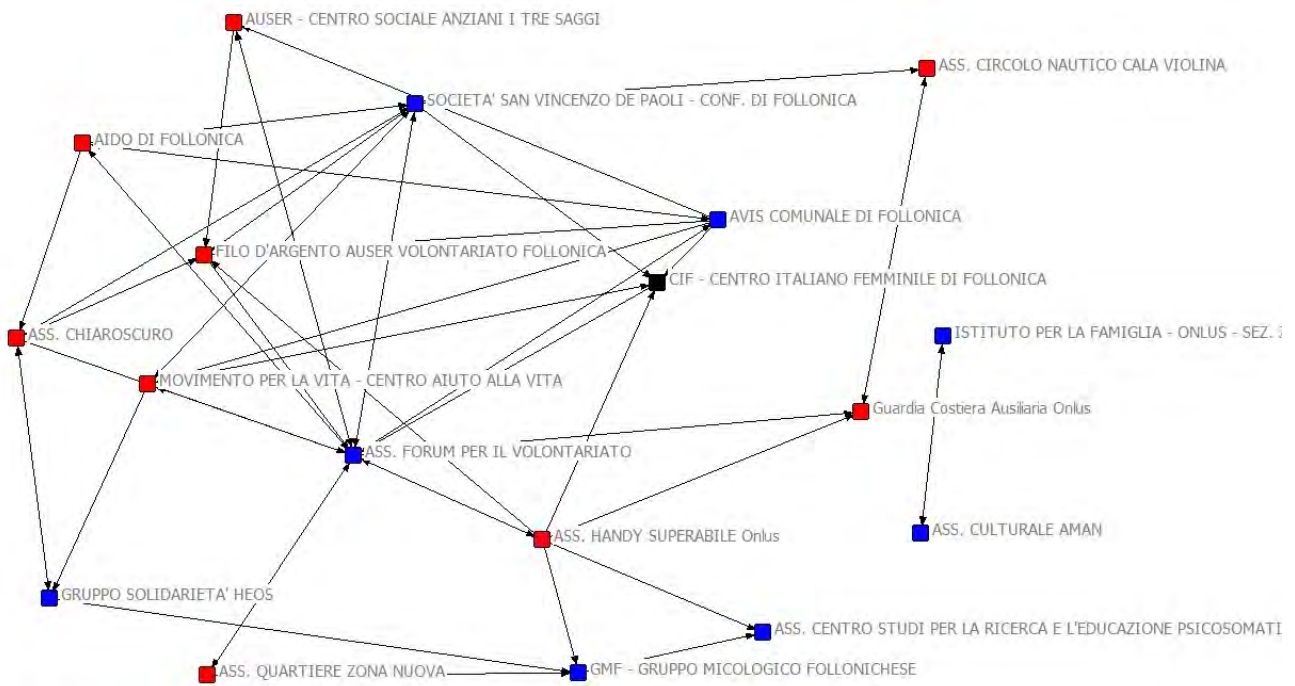 AUSER - CENTRO SOCIALE ANZIANI I TRE SAGGI
ASS. CIRCOLO NAUTICO CALA VIOLINA
SOCIETA' SAN VINCENZO DE PAOLI - CONF. DI FOLLONICA
AIDO DI FOLLONICA
AVIS COMUNALE DI FOLLONICA
FILO D'ARGENTO AUSER VOLONTARIATO FOLLONICA
CIF - CENTRO ITALIANO FEMMINILE DI FOLLONICA
ASS. CHIAROSCURO
ISTITUTO PER LA FAMIGLIA - ONLUS - SEZ.
MOVIMENTO PER LA VITA - CENTRO AIUTO ALLA VITA
Guardia Costiera Ausiliaria Onlus
ASS. FORUM PER IL VOLONTARIATO
ASS. CULTURALE AMAN
ASS. HANDY SUPERABILE Onlus
GRUPPO SOLIDARIETA' HEOS
ASS. CENTRO STUDI PER LA RICERCA E L'EDUCAZIONE PSICOSOMATI
ASS. QUARTIERE ZONA NUOVA
GMF - GRUPPO MICOLOGICO FOLLONICHESE